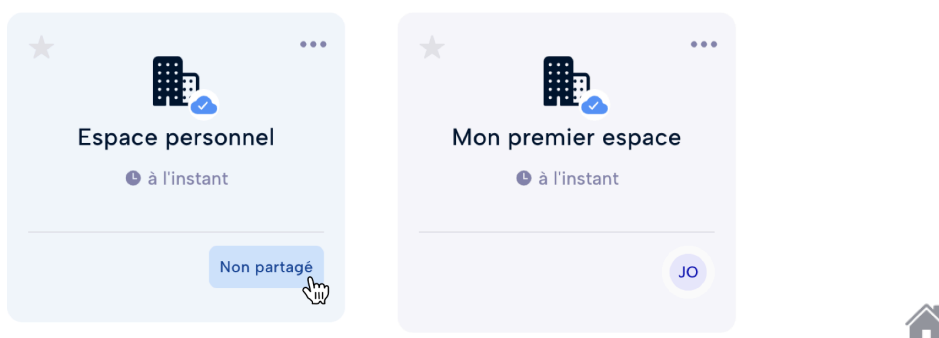 Espace personnel
à l'instant
Non partagé
Mon premier espace
à l'instant
JO